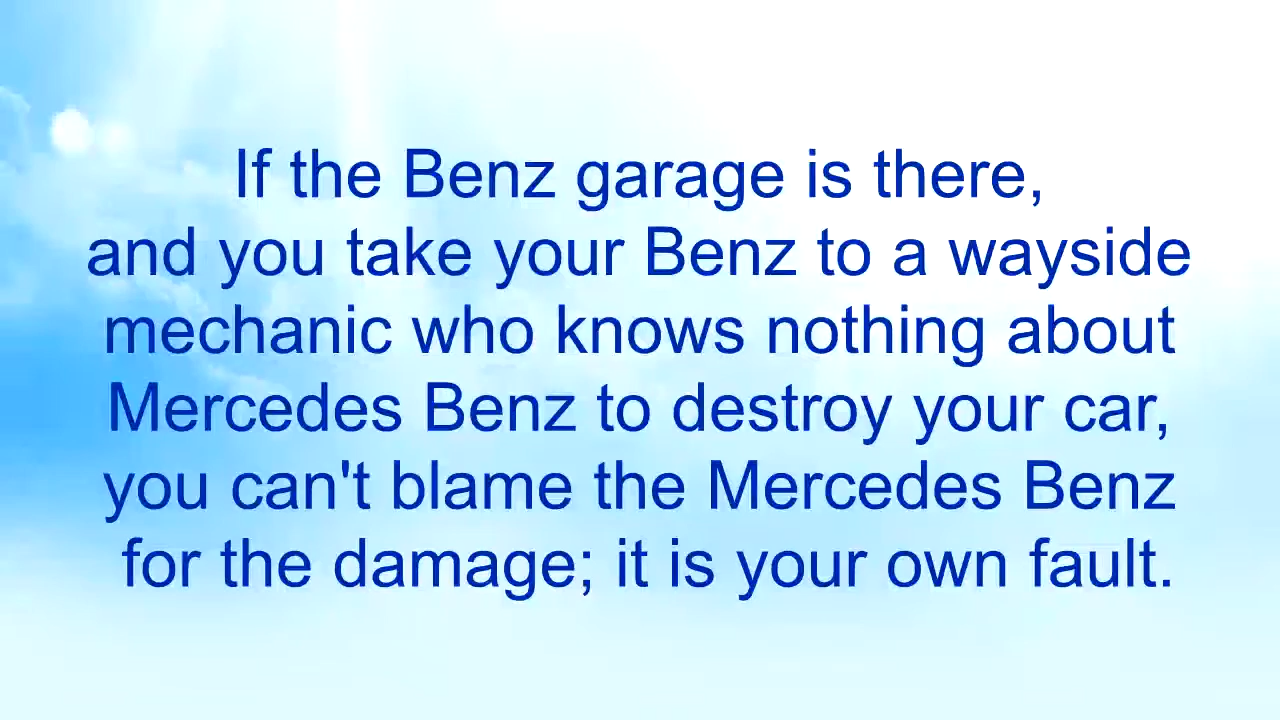 If the Benz garage is there,
and you take your Benz to a wayside
mechanic who knows nothing about
Mercedes Benz to destroy your car,
you can't blame the Mercedes Benz
for the damage; it is your own fault.